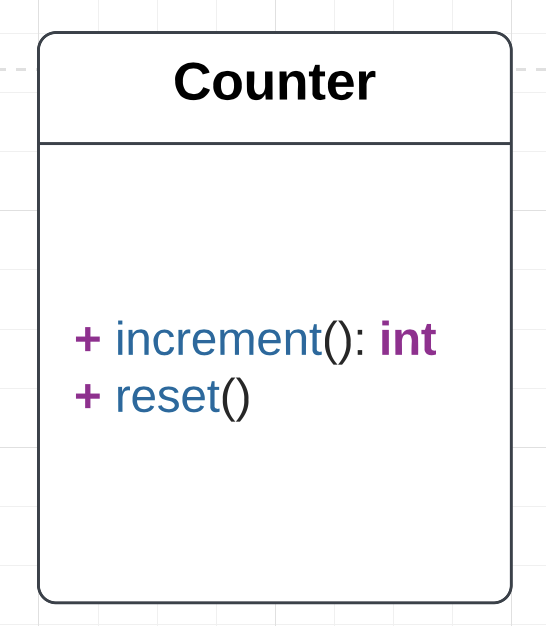 Counter
+ increment(): int
+ reset()